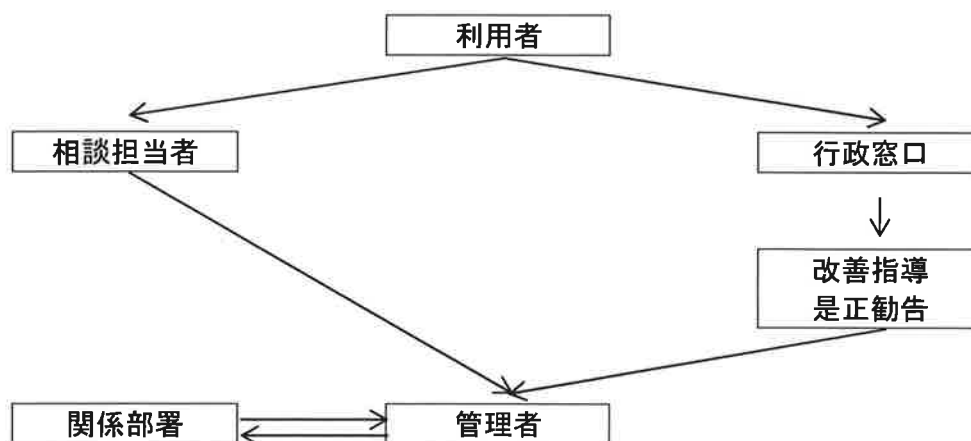 利用者
相談担当者
行政窓口
改善指導
是正勧告
関係部署
管理者